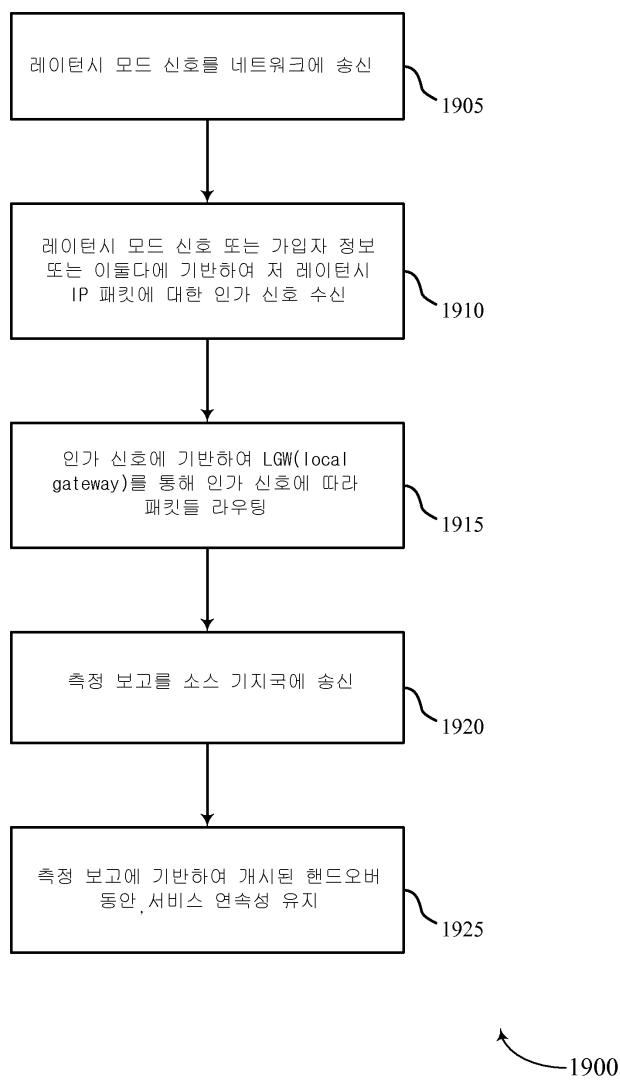 레이턴시 모드 신호를 네트워크에 송신
1905
레이턴시 모드 신호 또는 가입자 정보
또는 이둘다에 기반하여 저 레이턴시
IP 패킷에 대한 인가 신호 수신
1910
인가 신호에 기반하여 LGW(local
gateway)를 통해 인가 신호에 따라
패킷들 라우팅
1915
측정 보고를 소스 기지국에 송신
1920
측정 보고에 기반하여 개시된 핸드오버
동안,서비스 연속성 유지
1925
1900